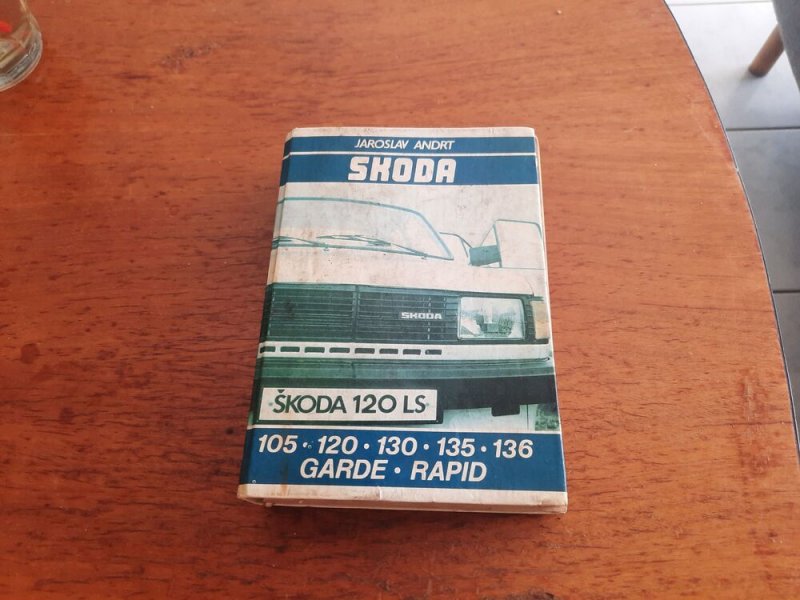 JAROSLAV ANDRT
SKODA
SKODA
ŠKODA 120 LS
105 • 120 • 130 • 135 • 136
GARDE • RAPID